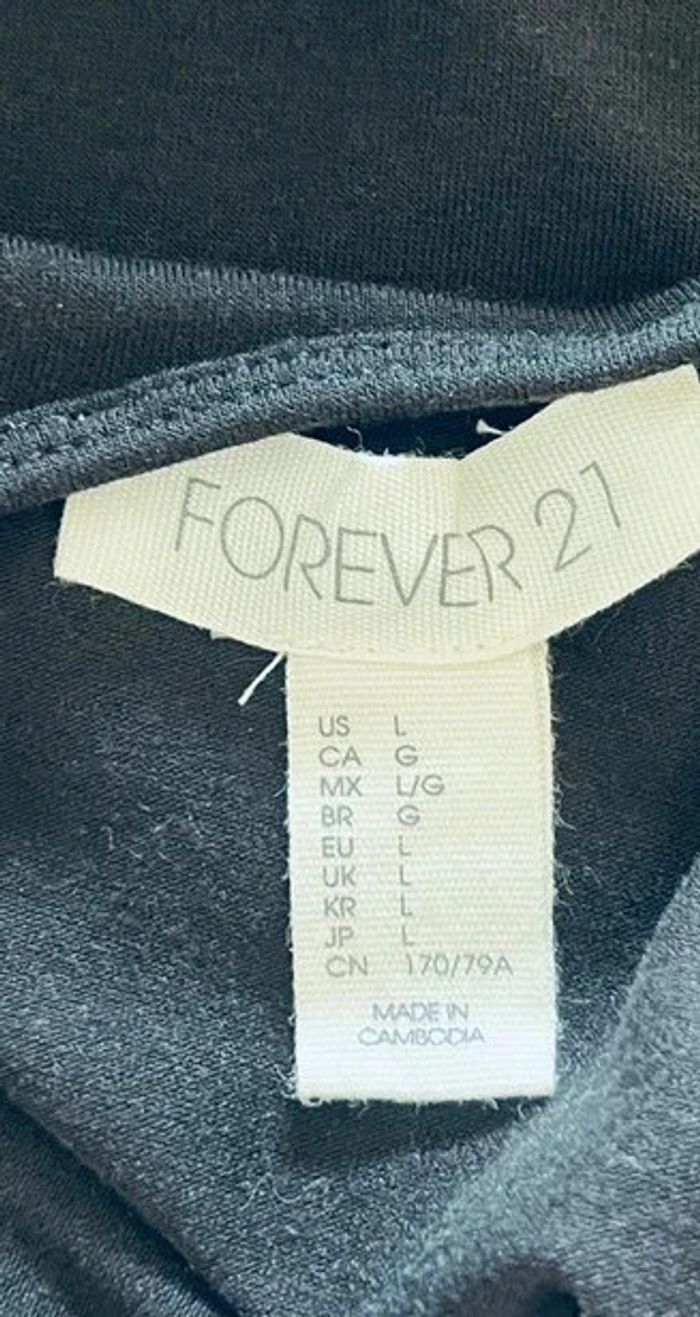 FOREVER 21
US L
CA G
MX L/G
BR G
EU L
UK L
KR L
JP L
CN 170/79A
MADE IN
CAMBODIA